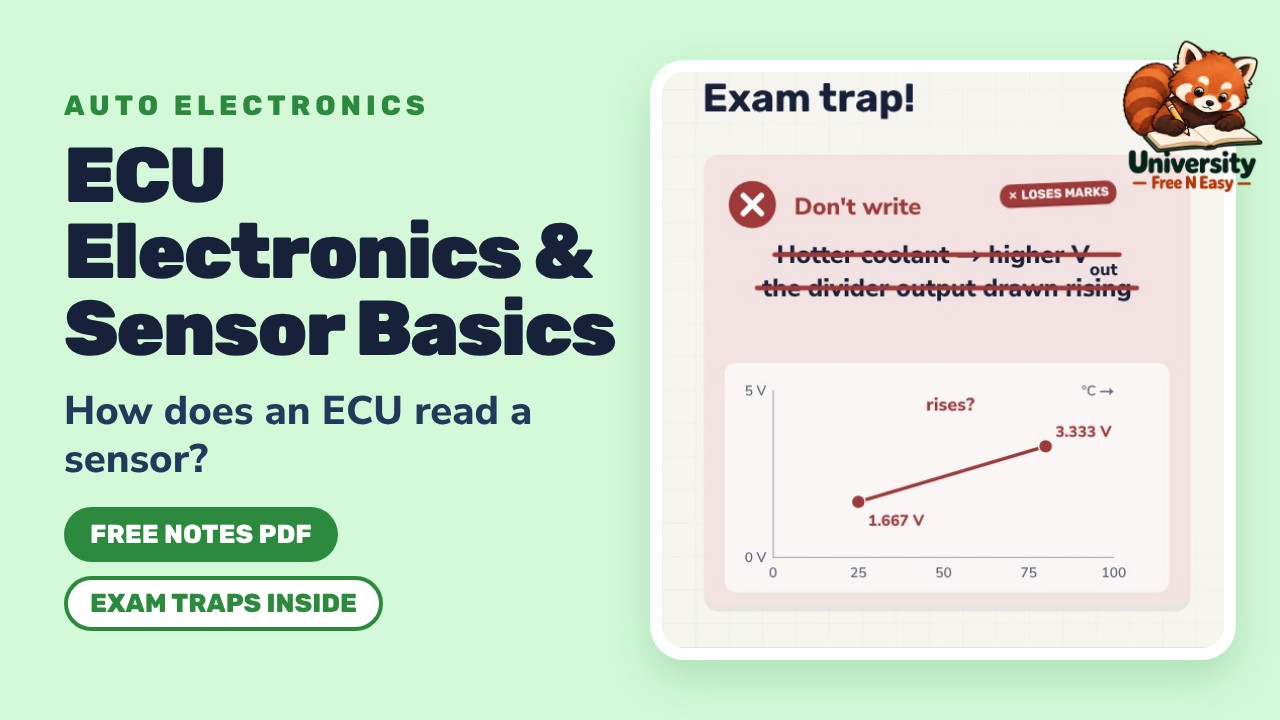 AUTO ELECTRONICS
ECU
Electronics &
Sensor Basics
How does an ECU read a
sensor?
FREE NOTES PDF
EXAM TRAPS INSIDE
Exam trap!
University
Free N Easy
Don't write
× LOSES MARKS
Hotter coolant → higher Vout
the divider output drawn rising
5 V
°C →
rises?
3.333 V
1.667 V
0 V
0 25 50 75 100